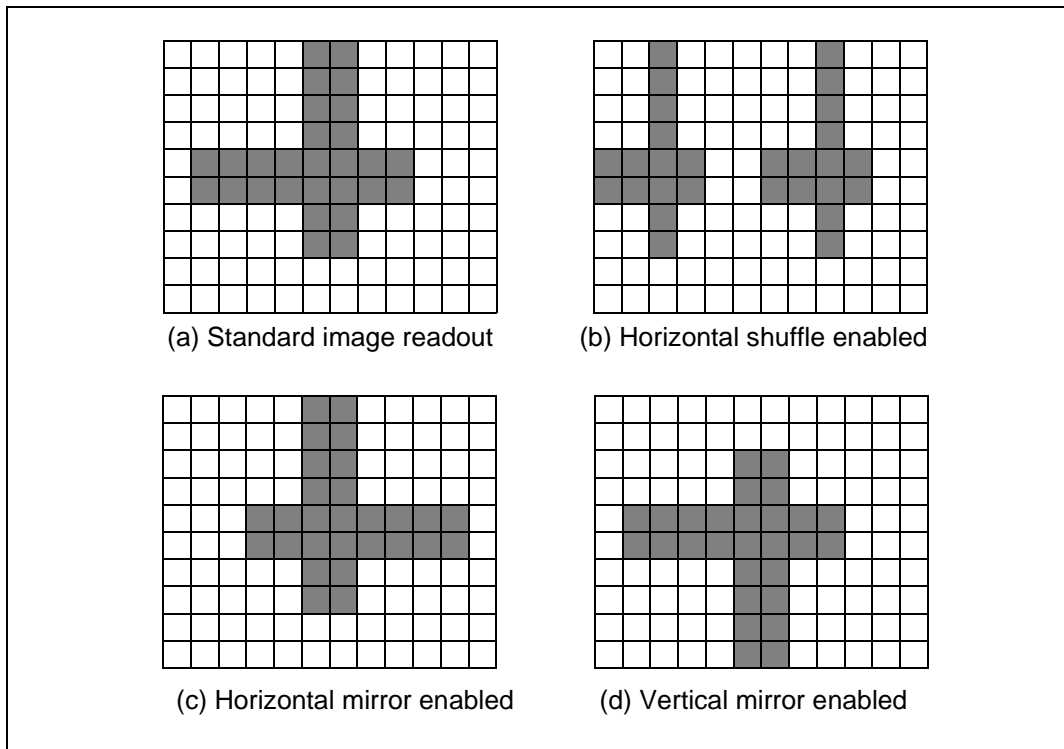 (a) Standard image readout
(b) Horizontal shuffle enabled
(c) Horizontal mirror enabled
(d) Vertical mirror enabled